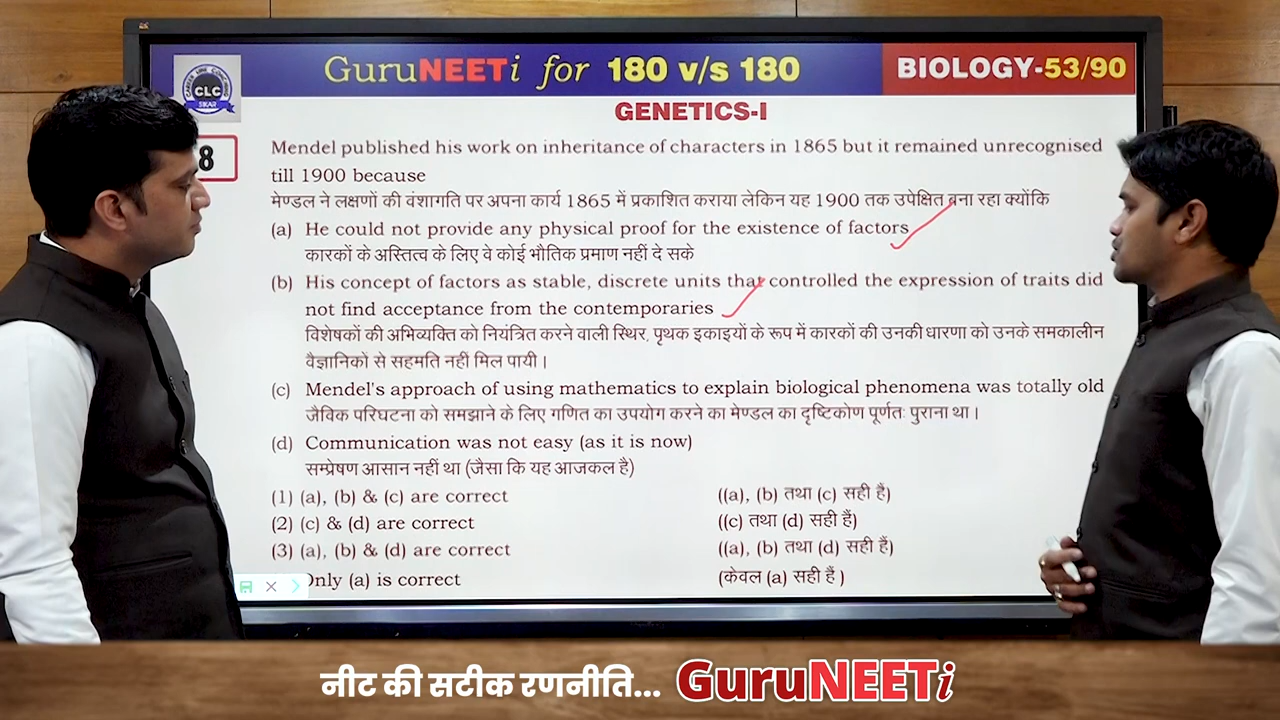 GuruNEETi for 180 v/s 180
BIOLOGY-53/90
CAREER LINE COACHING
CLC
SIKAR
GENETICS-I
8
Mendel published his work on inheritance of characters in 1865 but it remained unrecognised
till 1900 because
मेण्डल ने लक्षणों की वंशागति पर अपना कार्य 1865 में प्रकाशित कराया लेकिन यह 1900 तक उपेक्षित बना रहा क्योंकि
(a) He could not provide any physical proof for the existence of factors
कारकों के अस्तित्व के लिए वे कोई भौतिक प्रमाण नहीं दे सके
(b) His concept of factors as stable, discrete units that controlled the expression of traits did
not find acceptance from the contemporaries
विशेषकों की अभिव्यक्ति को नियंत्रित करने वाली स्थिर, पृथक इकाइयों के रूप में कारकों की उनकी धारणा को उनके समकालीन
वैज्ञानिकों से सहमति नहीं मिल पायी।
(c) Mendel's approach of using mathematics to explain biological phenomena was totally old
जैविक परिघटना को समझाने के लिए गणित का उपयोग करने का मेण्डल का दृष्टिकोण पूर्णतः पुराना था।
(d) Communication was not easy (as it is now)
सम्प्रेषण आसान नहीं था (जैसा कि यह आजकल है)
(1) (a), (b) & (c) are correct ((a), (b) तथा (c) सही हैं)
(2) (c) & (d) are correct ((c) तथा (d) सही हैं)
(3) (a), (b) & (d) are correct ((a), (b) तथा (d) सही हैं)
Only (a) is correct (केवल (a) सही हैं )
नीट की सटीक रणनीति... GuruNEETi